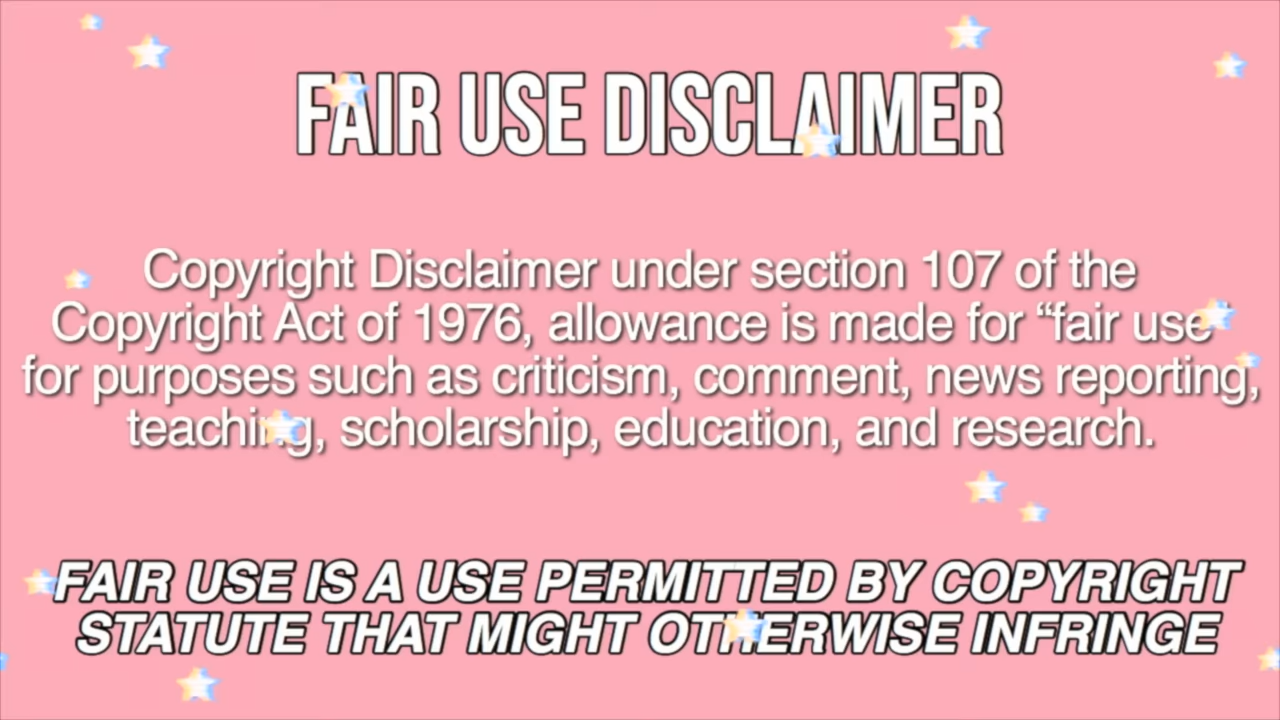 FAIR USE DISCLAIMER
Copyright Disclaimer under section 107 of the
Copyright Act of 1976, allowance is made for “fair use
for purposes such as criticism, comment, news reporting,
teaching, scholarship, education, and research.
FAIR USE IS A USE PERMITTED BY COPYRIGHT
STATUTE THAT MIGHT OTHERWISE INFRINGE